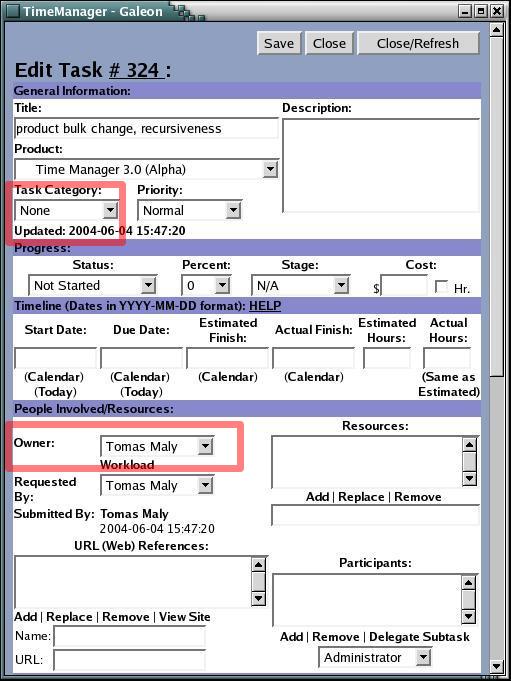 TimeManager - Galeon
Save Close Close/Refresh
Edit Task # 324 :
General Information:
Title: Description:
product bulk change, recursiveness
Product:
Time Manager 3.0 (Alpha)
Task Category: Priority:
None Normal
Updated: 2004-06-04 15:47:20
Progress:
Status: Percent: Stage: Cost:
Not Started 0 N/A $ Hr.
Timeline (Dates in YYYY-MM-DD format): HELP
Start Date: Due Date: Estimated Finish: Actual Finish: Estimated Hours: Actual Hours:
(Calendar) (Calendar) (Calendar) (Calendar) (Same as Estimated)
(Today) (Today)
People Involved/Resources:
Owner: Tomas Maly Resources:
Workload
Requested By: Tomas Maly
Add | Replace | Remove
Submitted By: Tomas Maly
2004-06-04 15:47:20
URL (Web) References: Participants:
Add | Replace | Remove | View Site
Name: Add | Remove | Delegate Subtask
URL: Administrator